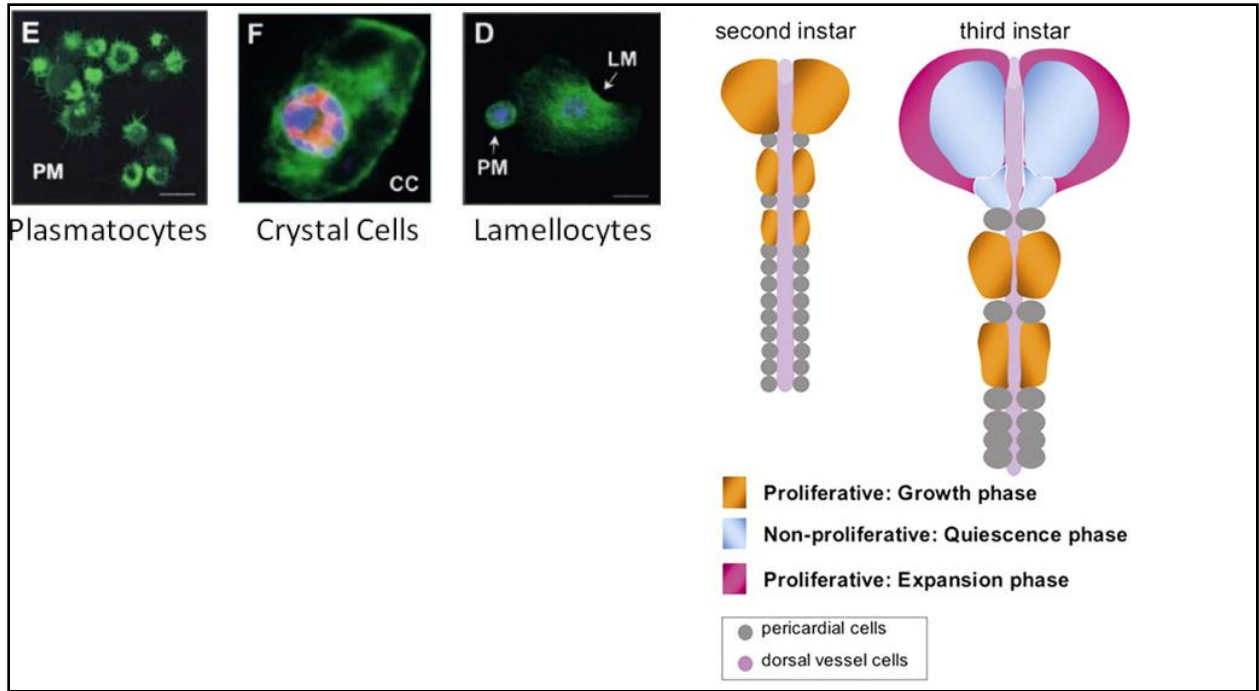 E
PM
Plasmatocytes
F
CC
Crystal Cells
D
LM
PM
Lamellocytes
second instar
third instar
Proliferative: Growth phase
Non-proliferative: Quiescence phase
Proliferative: Expansion phase
pericardial cells
dorsal vessel cells